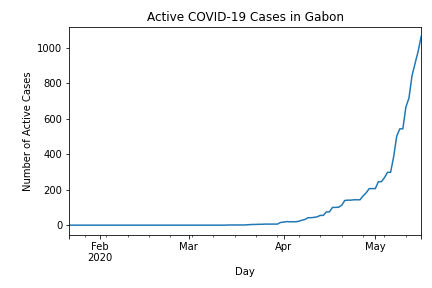 Active COVID-19 Cases in Gabon
1000
800
600
400
200
0
Number of Active Cases
Feb
2020
Mar
Apr
May
Day